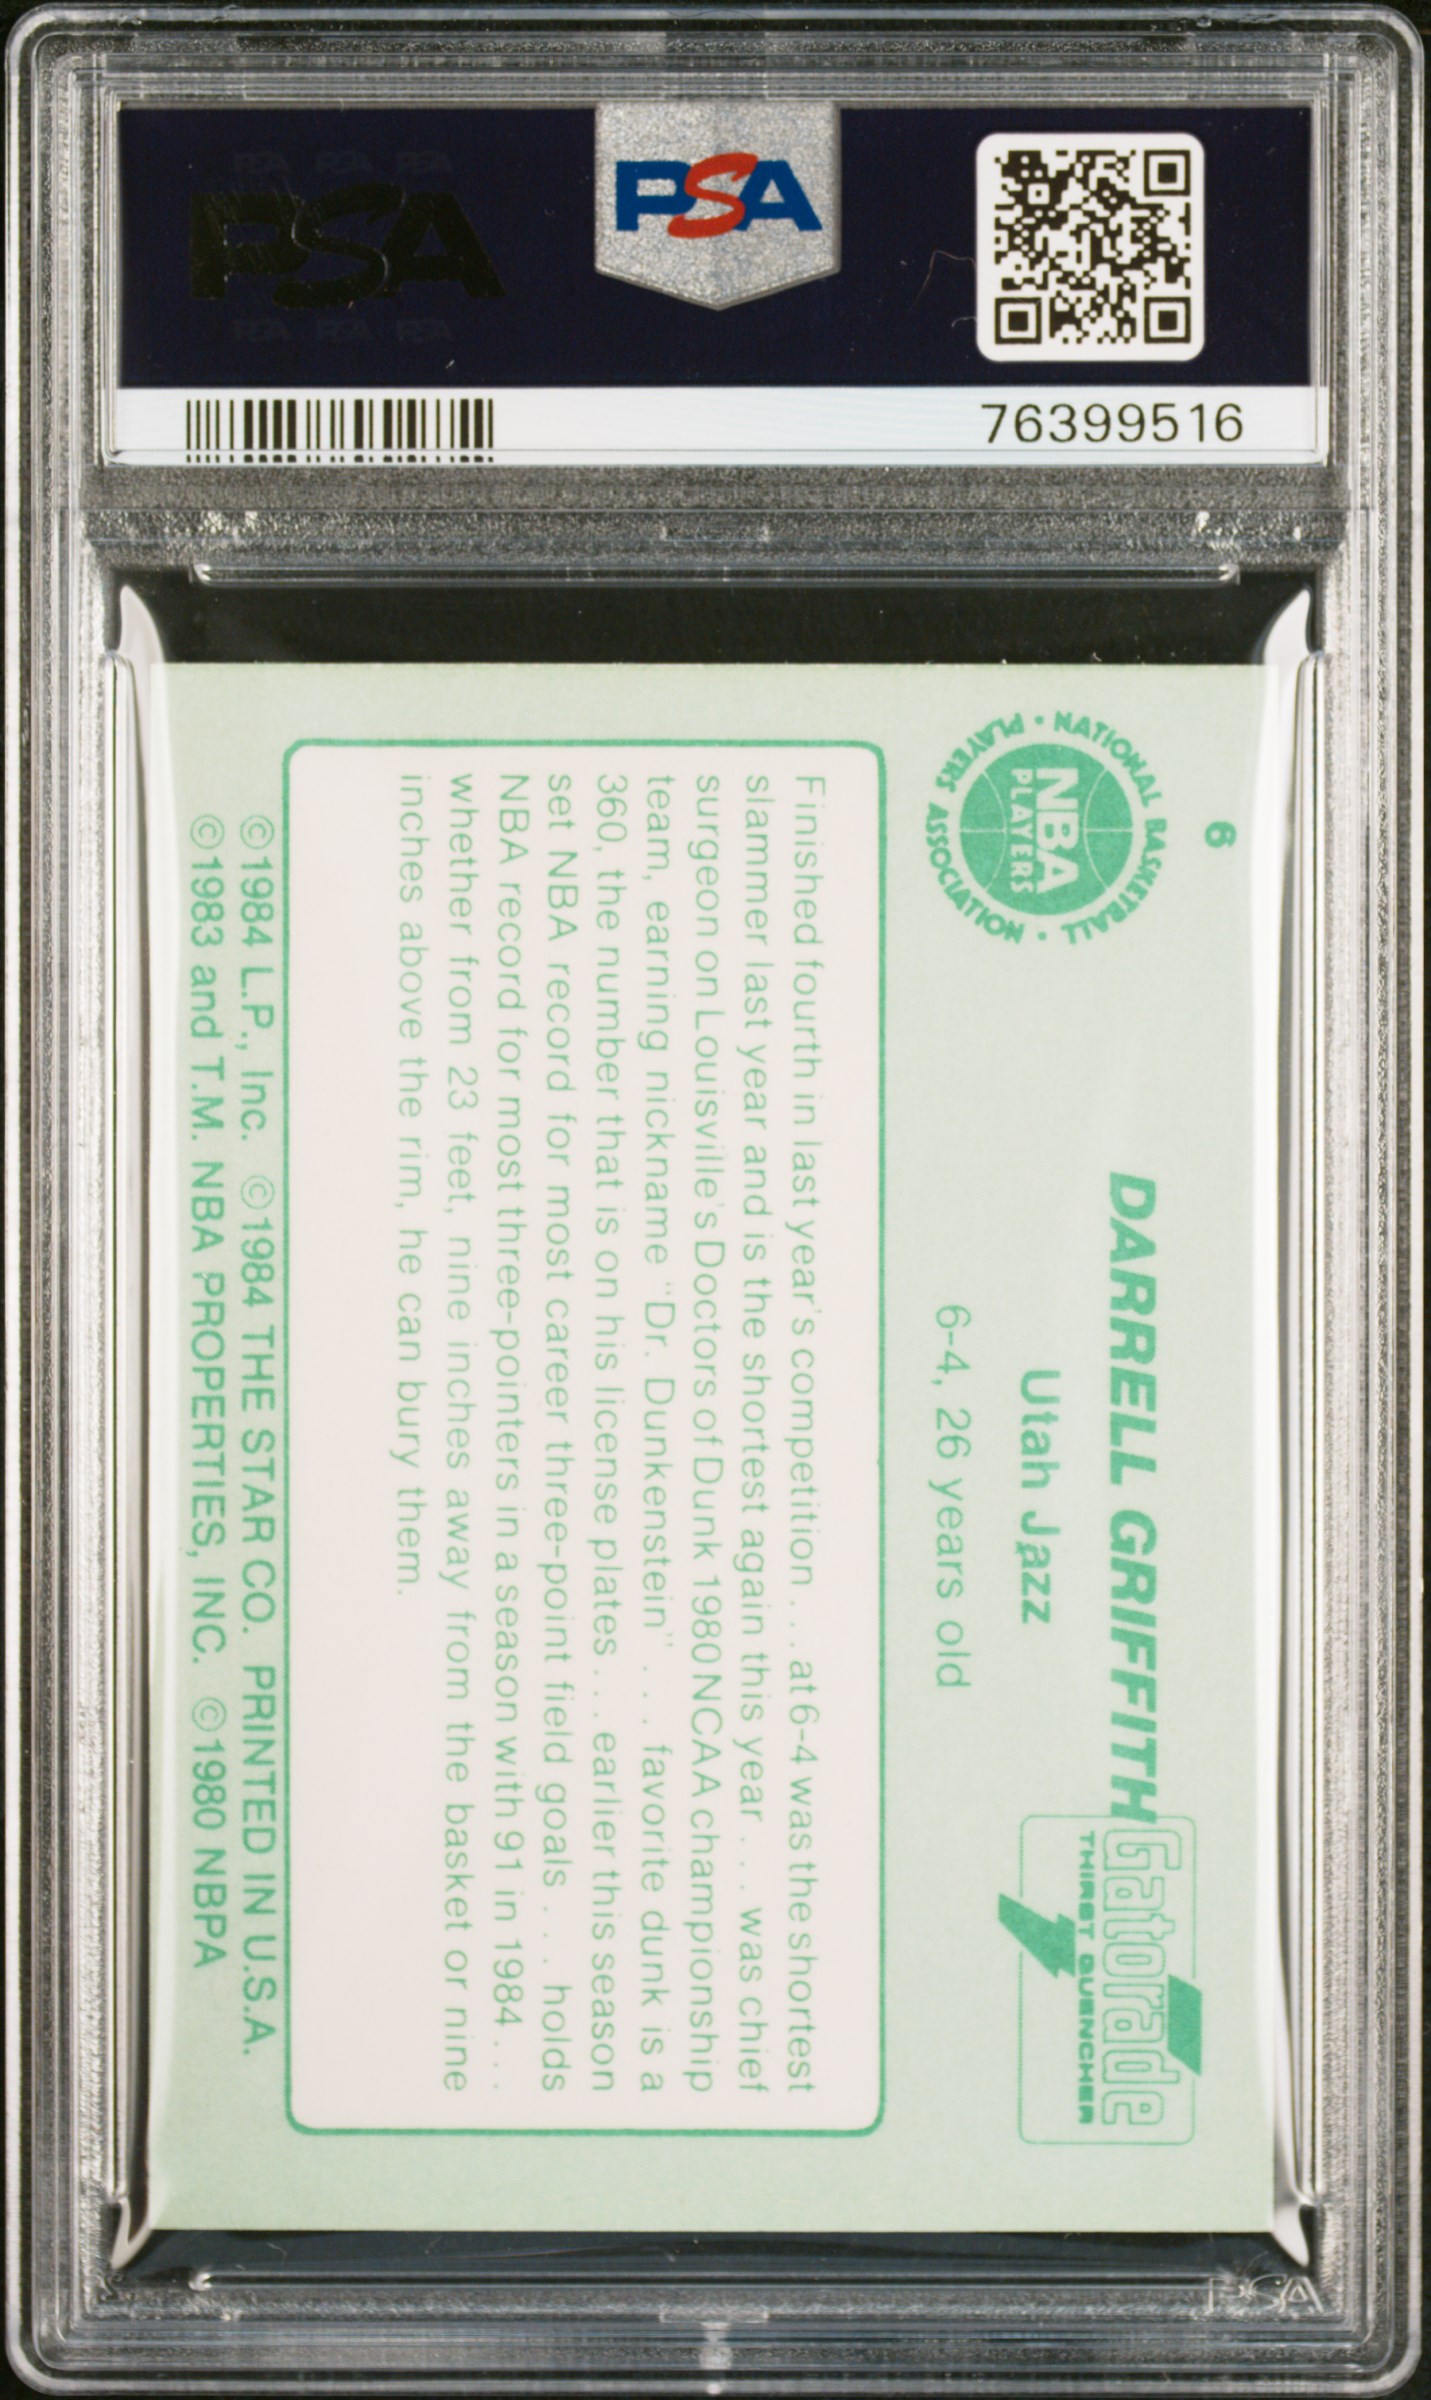 PSA
PSA
76399516
6
NATIONAL BASKETBALL PLAYERS ASSOCIATION
NBA
PLAYERS
DARRELL GRIFFITH
Utah Jazz
6-4, 26 years old
Gatorade
THIRST QUENCHER
Finished fourth in last year's competition . . . at 6-4 was the shortest
slammer last year and is the shortest again this year . . . was chief
surgeon on Louisville's Doctors of Dunk 1980 NCAA championship
team, earning nickname "Dr. Dunkenstein" . . . favorite dunk is a
360, the number that is on his license plates . . . earlier this season
set NBA record for most career three-point field goals . . . holds
NBA record for most three-pointers in a season with 91 in 1984 . . .
whether from 23 feet, nine inches away from the basket or nine
inches above the rim, he can bury them.
©1984 L.P., Inc. ©1984 THE STAR CO. PRINTED IN U.S.A.
©1983 and T.M. NBA PROPERTIES, INC. ©1980 NBPA
PSA